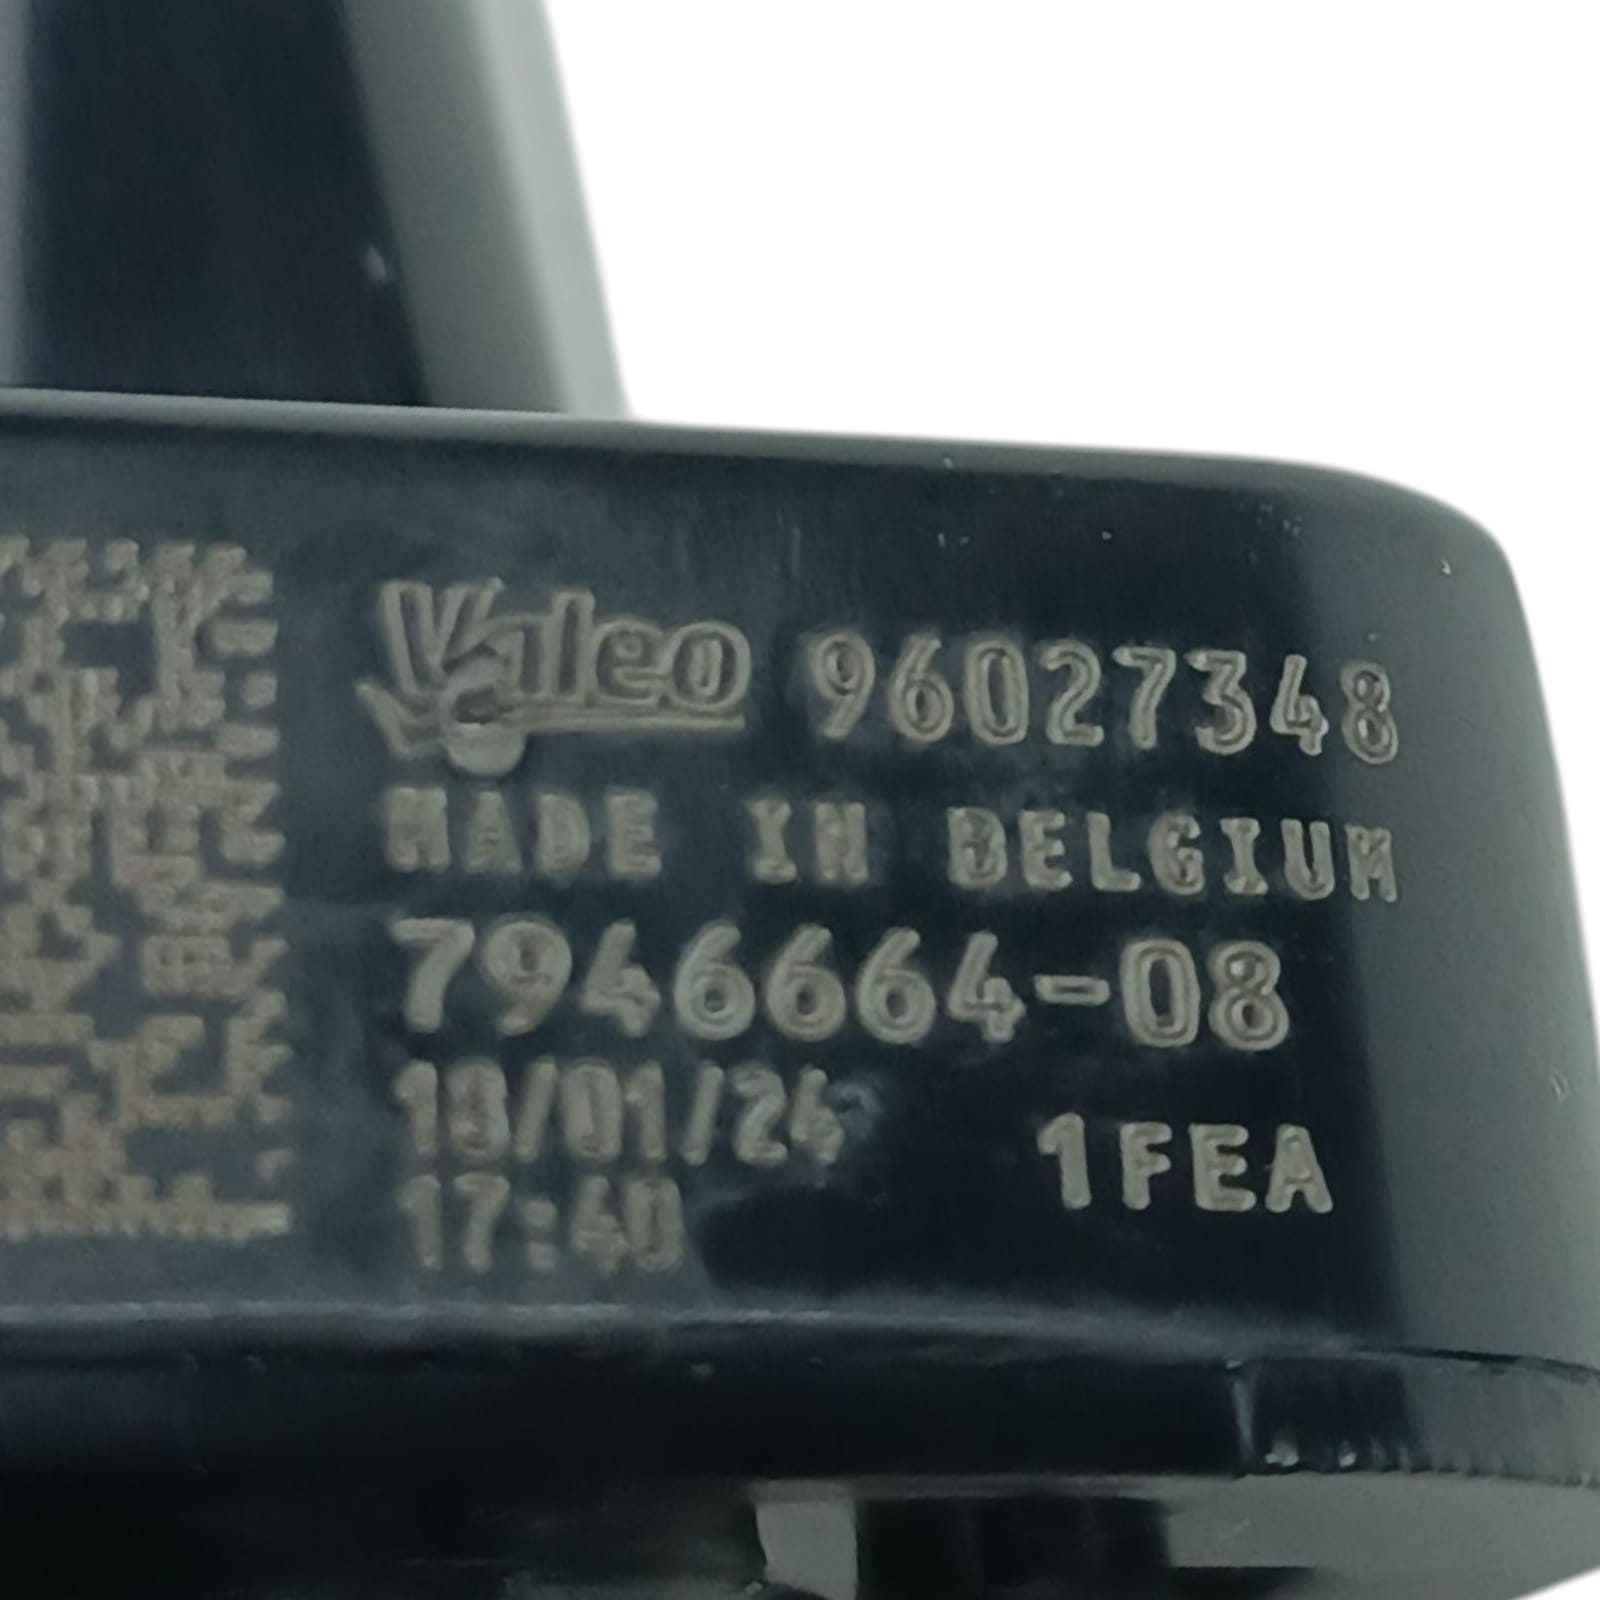 Valeo 96027348
MADE IN BELGIUM
7946664-08
18/01/24 1FEA
17:40